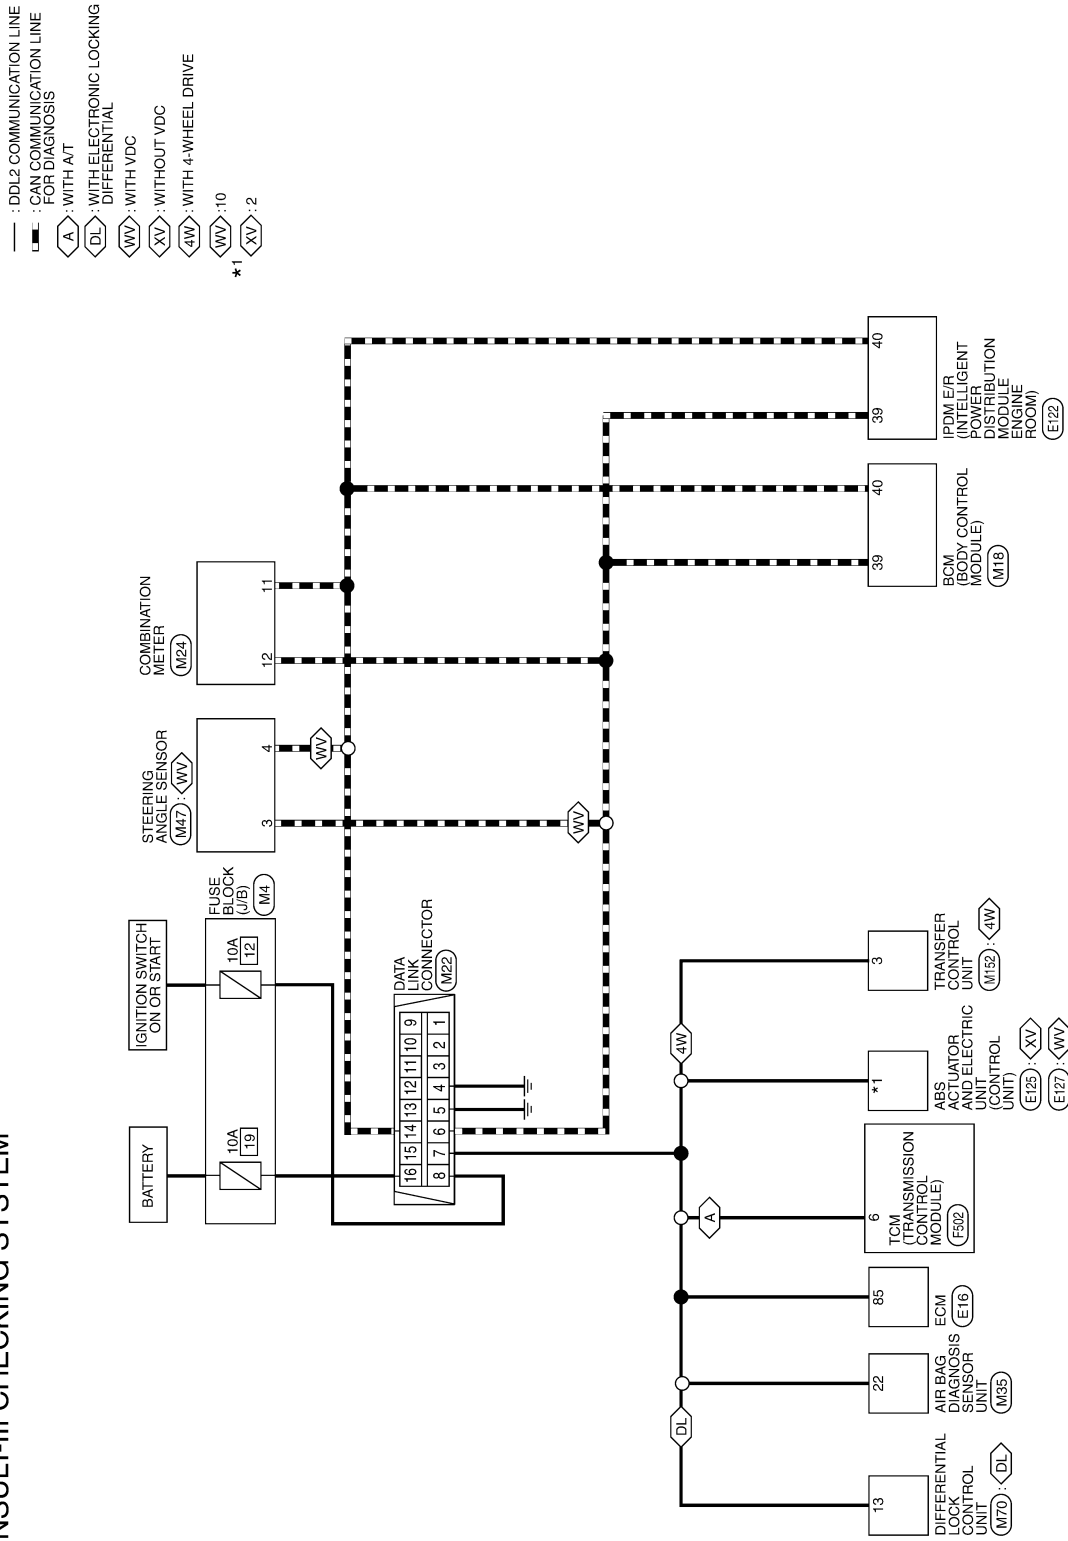 NSULT-III CHECKING SYSTEM
: DDL2 COMMUNICATION LINE
: CAN COMMUNICATION LINE
FOR DIAGNOSIS
A : WITH A/T
DL : WITH ELECTRONIC LOCKING
DIFFERENTIAL
WV : WITH VDC
XV : WITHOUT VDC
4W : WITH 4-WHEEL DRIVE
*1
WV :10
XV : 2
BATTERY
IGNITION SWITCH
ON OR START
10A
19
10A
12
FUSE
BLOCK
(J/B)
M4
STEERING
ANGLE SENSOR
M47 : WV
3
4
WV
WV
COMBINATION
METER
M24
12
11
DATA
LINK
CONNECTOR
M22
16 15 14 13 12 11 10 9
8 7 6 5 4 3 2 1
DL
A
4W
13
DIFFERENTIAL
LOCK
CONTROL
UNIT
M70 : DL
22
AIR BAG
DIAGNOSIS
SENSOR
UNIT
M35
85
ECM
E16
6
TCM
(TRANSMISSION
CONTROL
MODULE)
F502
*1
ABS
ACTUATOR
AND ELECTRIC
UNIT
(CONTROL
UNIT)
E125 : XV
E127 : WV
3
TRANSFER
CONTROL
UNIT
M152 : 4W
39
40
BCM
(BODY CONTROL
MODULE)
M18
39
40
IPDM E/R
(INTELLIGENT
POWER
DISTRIBUTION
MODULE
ENGINE
ROOM)
E122